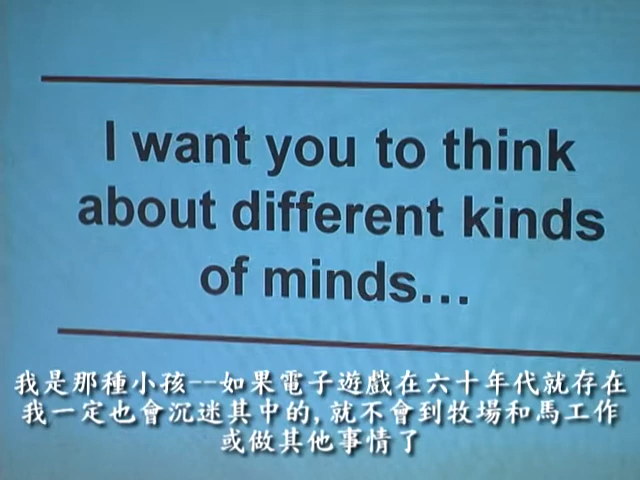 I want you to think
about different kinds
of minds...
我是那種小孩--如果電子遊戲在六十年代就存在
我一定也會沉迷其中的,就不會到牧場和馬工作
或做其他事情了